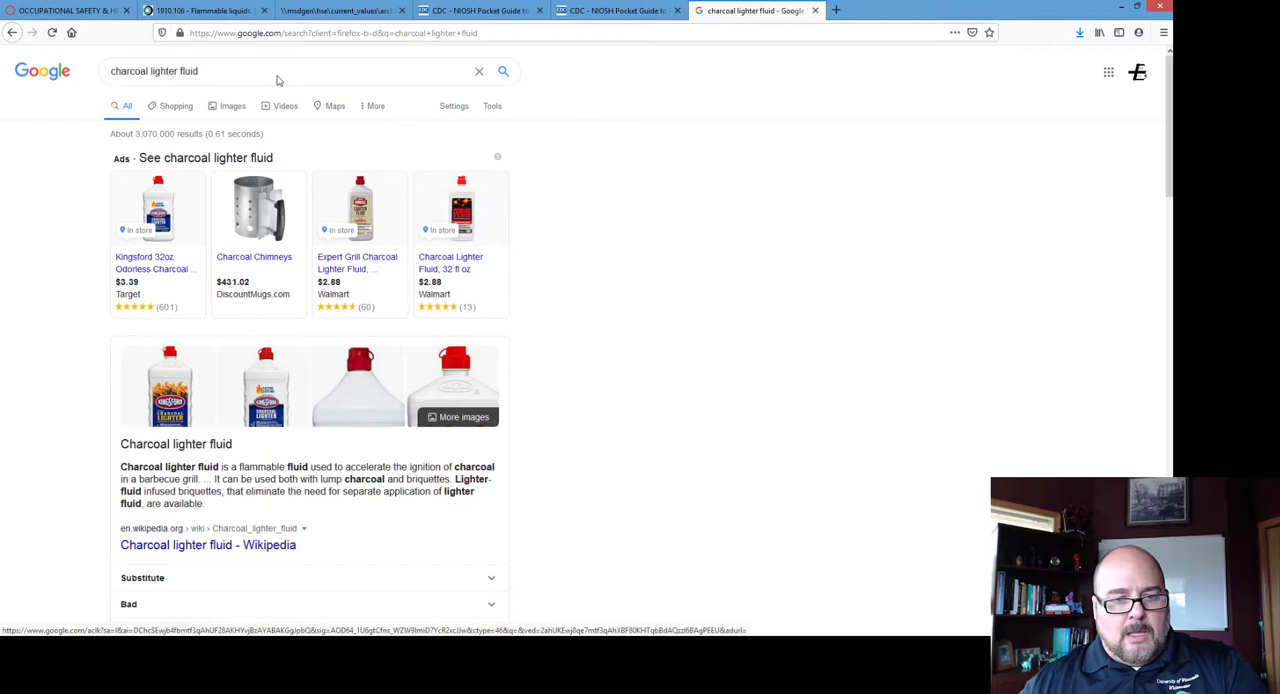 OCCUPATIONAL SAFETY & HE
1910.106 - Flammable liquids.
\\msdgen\hse\current_values\arc
CDC - NIOSH Pocket Guide to
CDC - NIOSH Pocket Guide to
charcoal lighter fluid - Google
https://www.google.com/search?client=firefox-b-d&q=charcoal+lighter+fluid
Google
charcoal lighter fluid
All
Shopping
Images
Videos
Maps
More
Settings
Tools
About 3,070,000 results (0.61 seconds)
Ads · See charcoal lighter fluid
In store
In store
In store
Kingsford 32oz
Odorless Charcoal ...
$3.39
Target
(601)
Charcoal Chimneys
$431.02
DiscountMugs.com
Expert Grill Charcoal
Lighter Fluid, ...
$2.88
Walmart
(60)
Charcoal Lighter
Fluid, 32 fl oz
$2.88
Walmart
(13)
KINGSFORD
CHARCOAL
LIGHTER
KINGSFORD
CHARCOAL
LIGHTER
More images
Charcoal lighter fluid
Charcoal lighter fluid is a flammable fluid used to accelerate the ignition of charcoal
in a barbecue grill. ... It can be used both with lump charcoal and briquettes. Lighter-
fluid infused briquettes, that eliminate the need for separate application of lighter
fluid, are available.
en.wikipedia.org › wiki › Charcoal_lighter_fluid
Charcoal lighter fluid - Wikipedia
Substitute
Bad